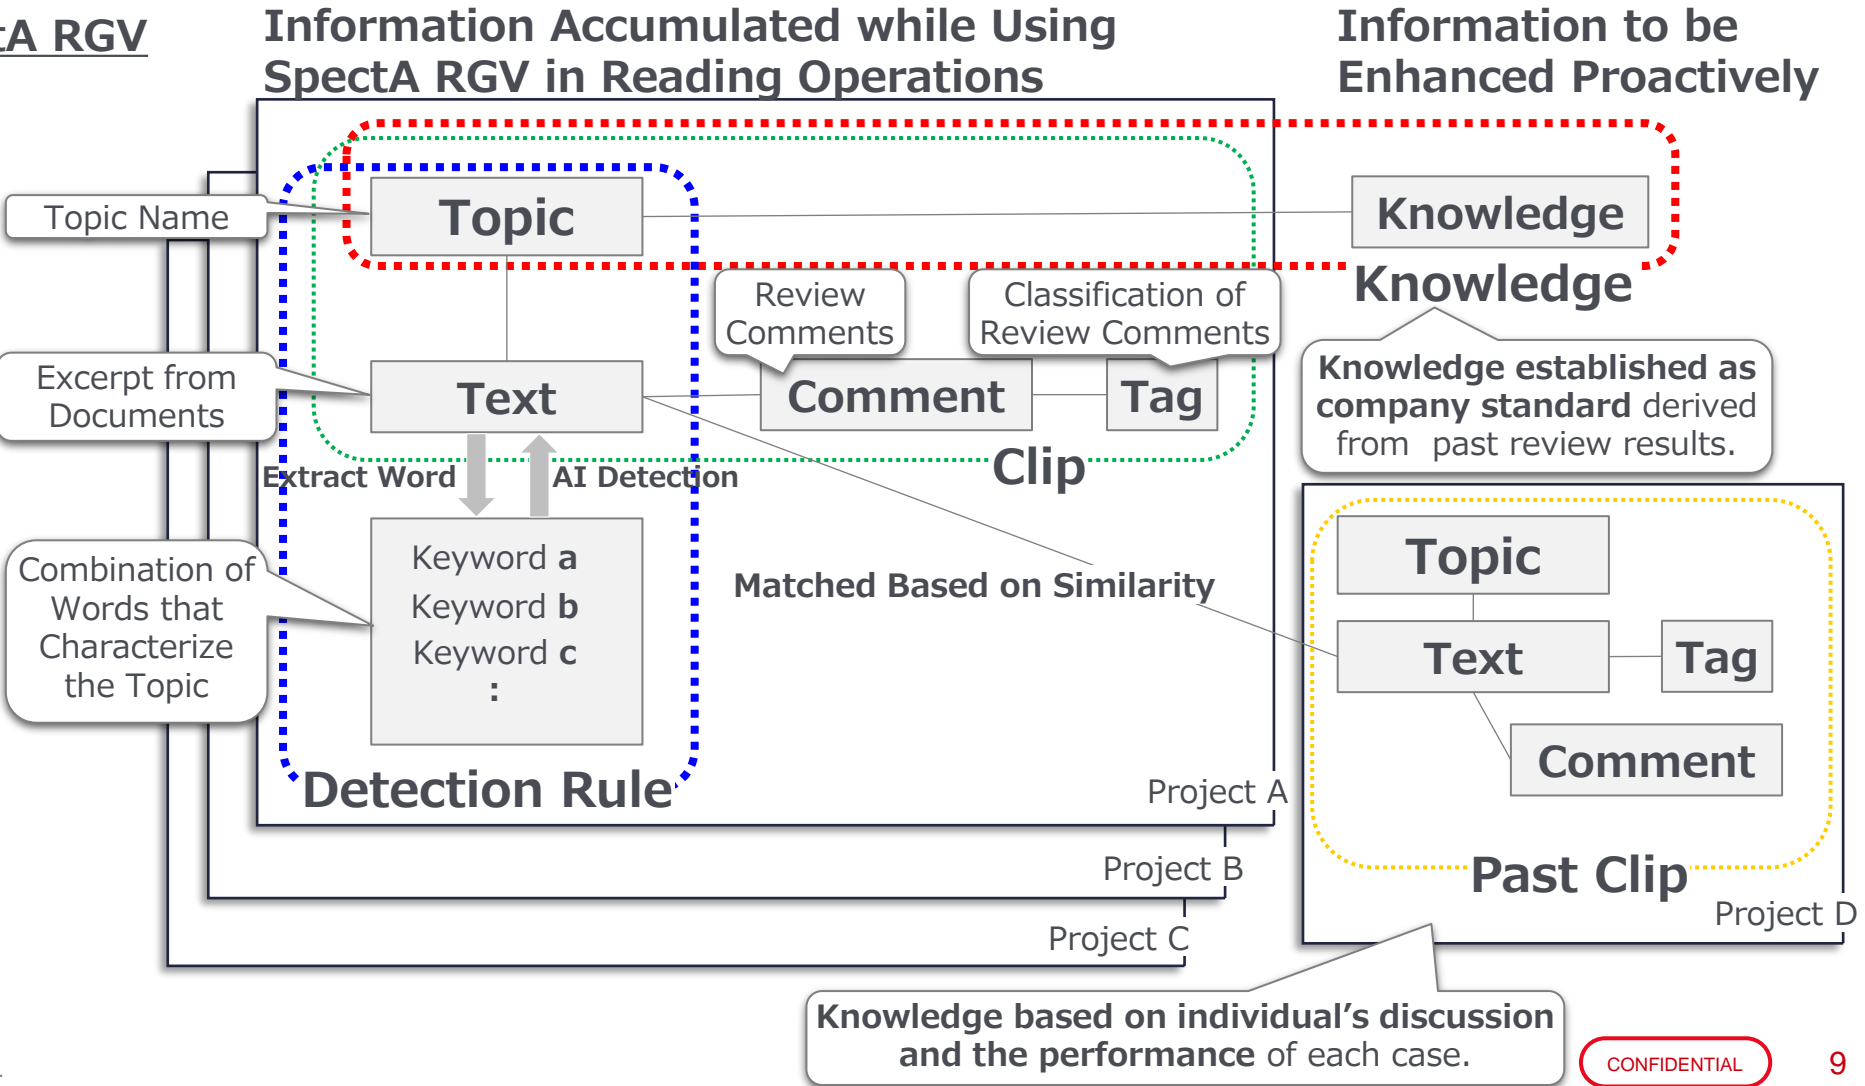 tA RGV
Information Accumulated while Using
SpectA RGV in Reading Operations
Information to be
Enhanced Proactively
Topic Name
Topic
Knowledge
Knowledge
Review
Comments
Classification of
Review Comments
Excerpt from
Documents
Text
Comment
Tag
Knowledge established as
company standard derived
from past review results.
Clip
Extract Word
AI Detection
Combination of
Words that
Characterize
the Topic
Keyword a
Keyword b
Keyword c
:
Matched Based on Similarity
Topic
Text
Tag
Comment
Detection Rule
Project A
Project B
Project C
Past Clip
Project D
Knowledge based on individual’s discussion
and the performance of each case.
CONFIDENTIAL
9